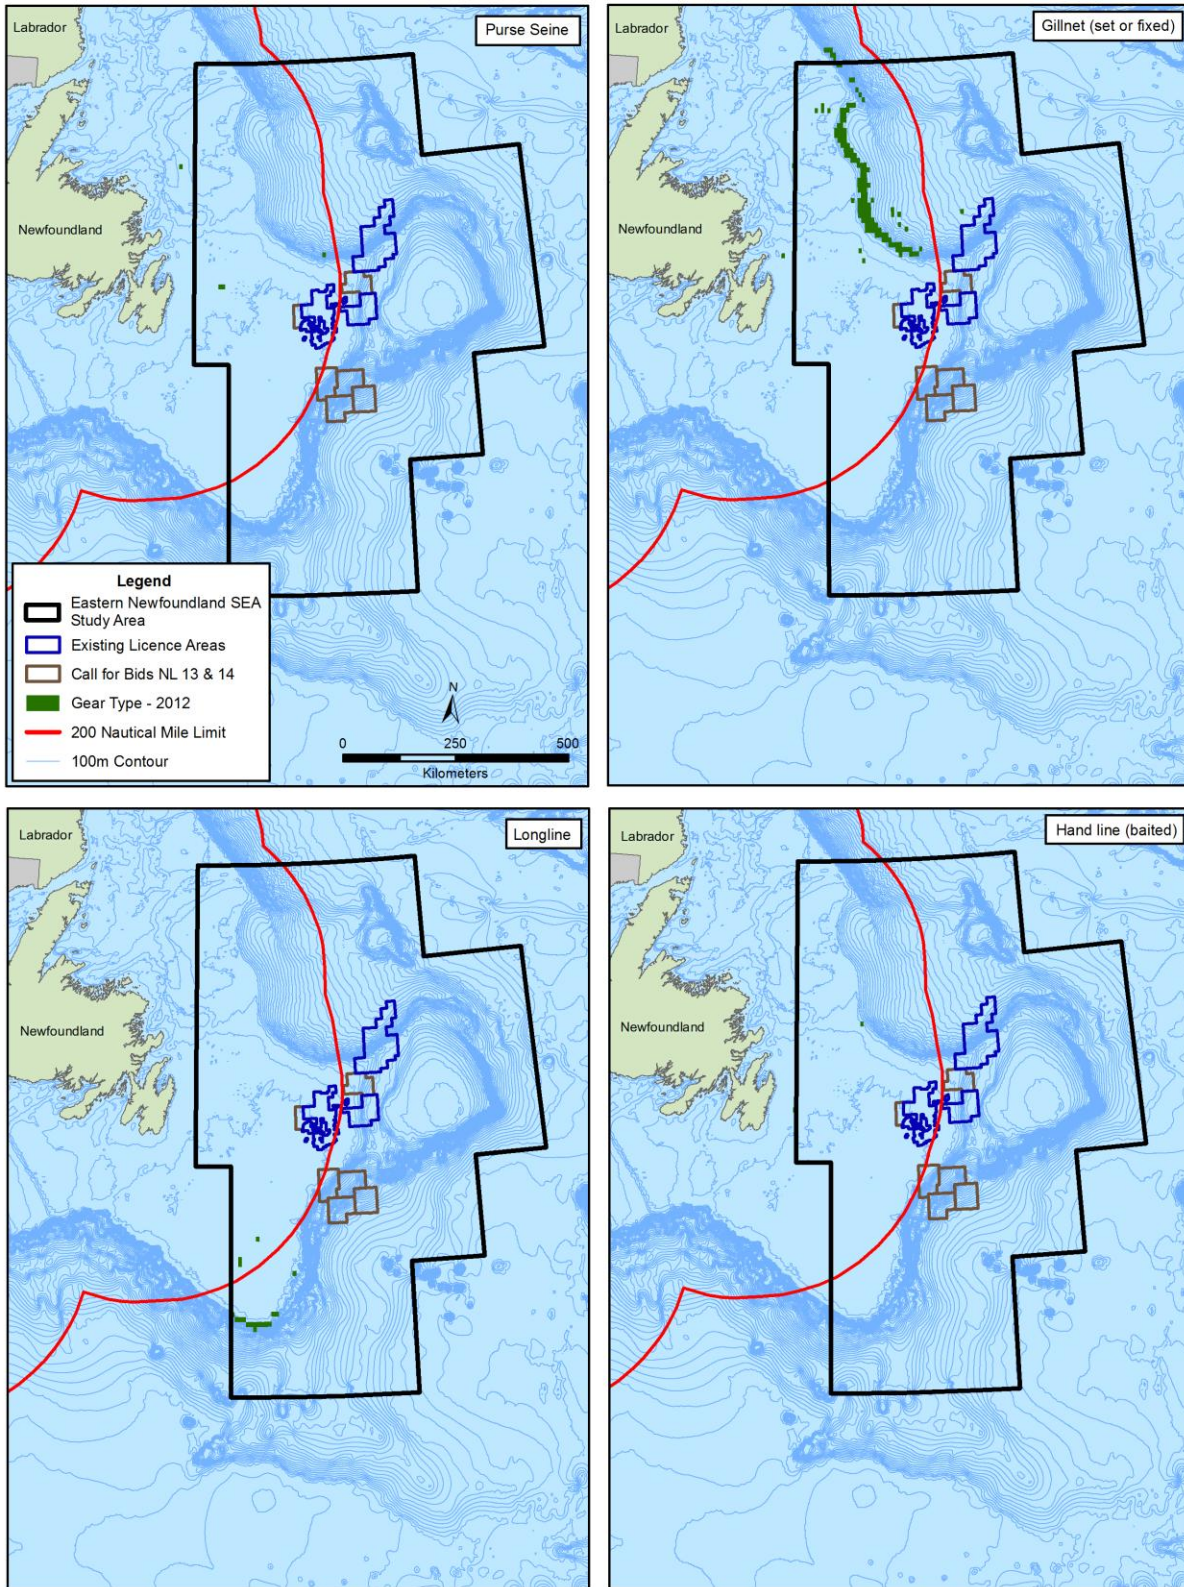 Labrador
Purse Seine
Newfoundland
Legend
Eastern Newfoundland SEA
Study Area
Existing Licence Areas
Call for Bids NL 13 & 14
Gear Type - 2012
200 Nautical Mile Limit
100m Contour
N
0 250 500
Kilometers
Labrador
Gillnet (set or fixed)
Newfoundland
Labrador
Longline
Newfoundland
Labrador
Hand line (baited)
Newfoundland